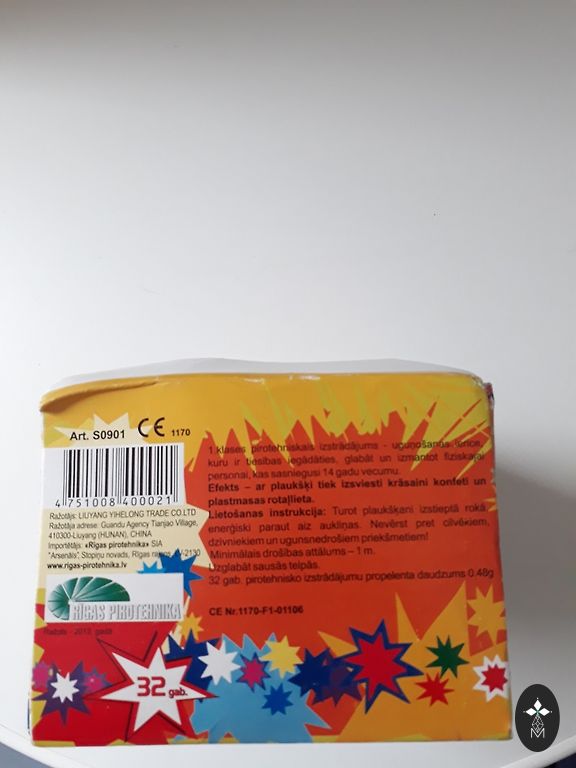 Art. S0901 CE 1170
4 751008 400021
Ražotājs: LIUYANG YIHELONG TRADE CO.LTD
Ražotāja adrese: Guandu Agency Tianjao Village,
410300-Liuyang (HUNAN), CHINA
Importētājs: «Rīgas pirotehnika» SIA
"Arsenāls", Stopiņu novads, Rīgas rajons, LV-2130
www.rigas-pirotehnika.lv
RĪGAS PIROTEHNIKA
Ražots - 2013. gadā
32 gab.
1 klases pirotehniskais izstrādājums - uguņošanas ierīce,
kuru ir tiesības iegādāties, glabāt un izmantot fiziskajai
personai, kas sasniegusi 14 gadu vecumu.
Efekts – ar plaukšķi tiek izsviesti krāsaini konfeti un
plastmasas rotaļlieta.
Lietošanas instrukcija: Turot plaukšķeni izstieptā rokā,
enerģiski paraut aiz aukliņas. Nevērst pret cilvēkiem,
dzīvniekiem un ugunsnedrošiem priekšmetiem!
Minimālais drošības attālums – 1 m.
Uzglabāt sausās telpās.
32 gab. pirotehnisko izstrādājumu propelenta daudzums 0.48g
CE Nr.1170-F1-01106